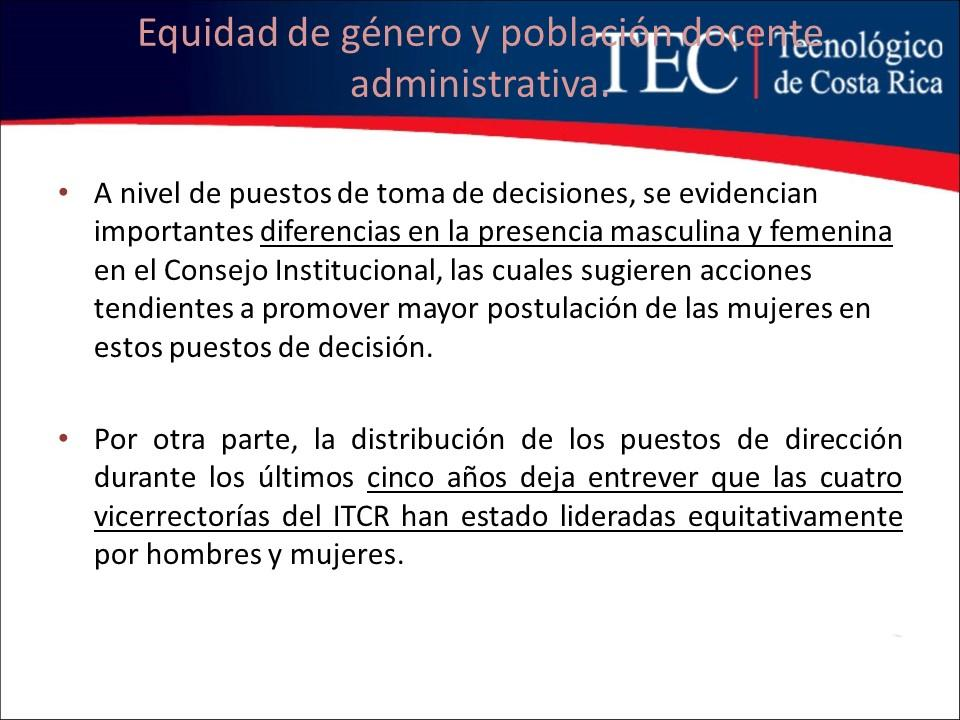 Equidad de género y población docente
administrativa.
TEC | Tecnológico
de Costa Rica
• A nivel de puestos de toma de decisiones, se evidencian
importantes diferencias en la presencia masculina y femenina
en el Consejo Institucional, las cuales sugieren acciones
tendientes a promover mayor postulación de las mujeres en
estos puestos de decisión.
• Por otra parte, la distribución de los puestos de dirección
durante los últimos cinco años deja entrever que las cuatro
vicerrectorías del ITCR han estado lideradas equitativamente
por hombres y mujeres.